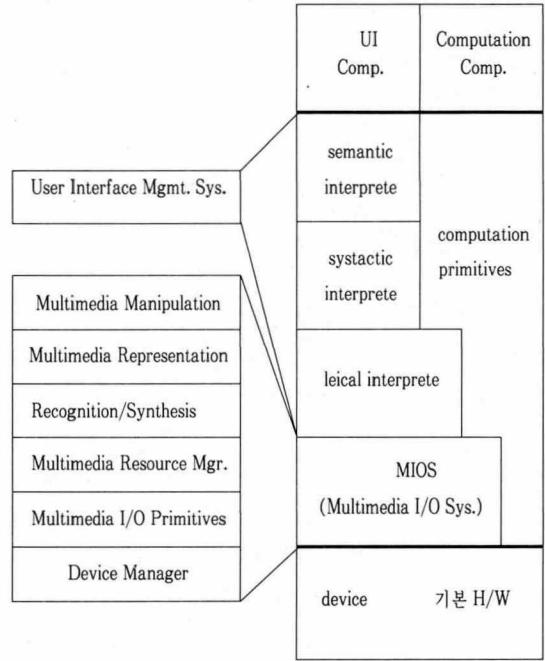 UI
Comp.
Computation
Comp.
semantic
interprete
User Interface Mgmt. Sys.
systactic
interprete
computation
primitives
Multimedia Manipulation
Multimedia Representation
Recognition/Synthesis
Multimedia Resource Mgr.
Multimedia I/O Primitives
Device Manager
leical interprete
MIOS
(Multimedia I/O Sys.)
device 기본 H/W